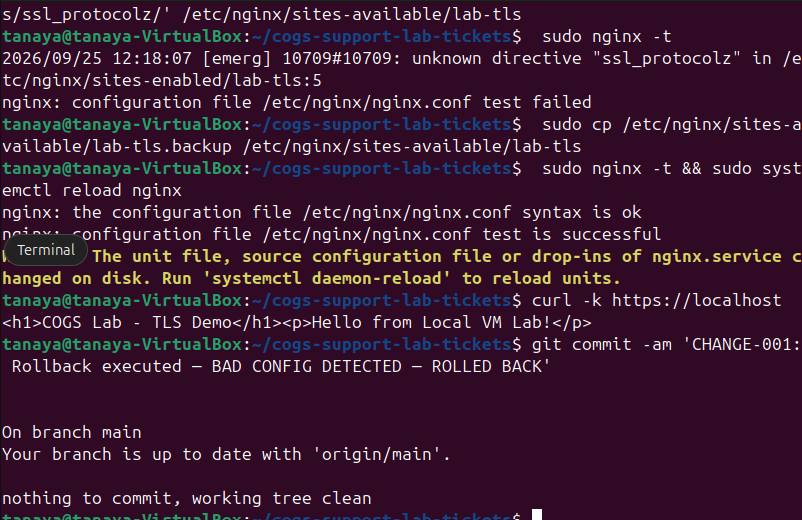 s/ssl_protocolz/' /etc/nginx/sites-available/lab-tls
tanaya@tanaya-VirtualBox:~/cogs-support-lab-tickets$  sudo nginx -t
2026/09/25 12:18:07 [emerg] 10709#10709: unknown directive "ssl_protocolz" in /e
tc/nginx/sites-enabled/lab-tls:5
nginx: configuration file /etc/nginx/nginx.conf test failed
tanaya@tanaya-VirtualBox:~/cogs-support-lab-tickets$  sudo cp /etc/nginx/sites-a
vailable/lab-tls.backup /etc/nginx/sites-available/lab-tls
tanaya@tanaya-VirtualBox:~/cogs-support-lab-tickets$  sudo nginx -t && sudo syst
emctl reload nginx
nginx: the configuration file /etc/nginx/nginx.conf syntax is ok
nginx: configuration file /etc/nginx/nginx.conf test is successful
Terminal
The unit file, source configuration file or drop-ins of nginx.service c
hanged on disk. Run 'systemctl daemon-reload' to reload units.
tanaya@tanaya-VirtualBox:~/cogs-support-lab-tickets$ curl -k https://localhost
<h1>COGS Lab - TLS Demo</h1><p>Hello from Local VM Lab!</p>
tanaya@tanaya-VirtualBox:~/cogs-support-lab-tickets$ git commit -am 'CHANGE-001:
 Rollback executed — BAD CONFIG DETECTED — ROLLED BACK'
On branch main
Your branch is up to date with 'origin/main'.
nothing to commit, working tree clean
tanaya@tanaya-VirtualBox:~/cogs-support-lab-tickets$